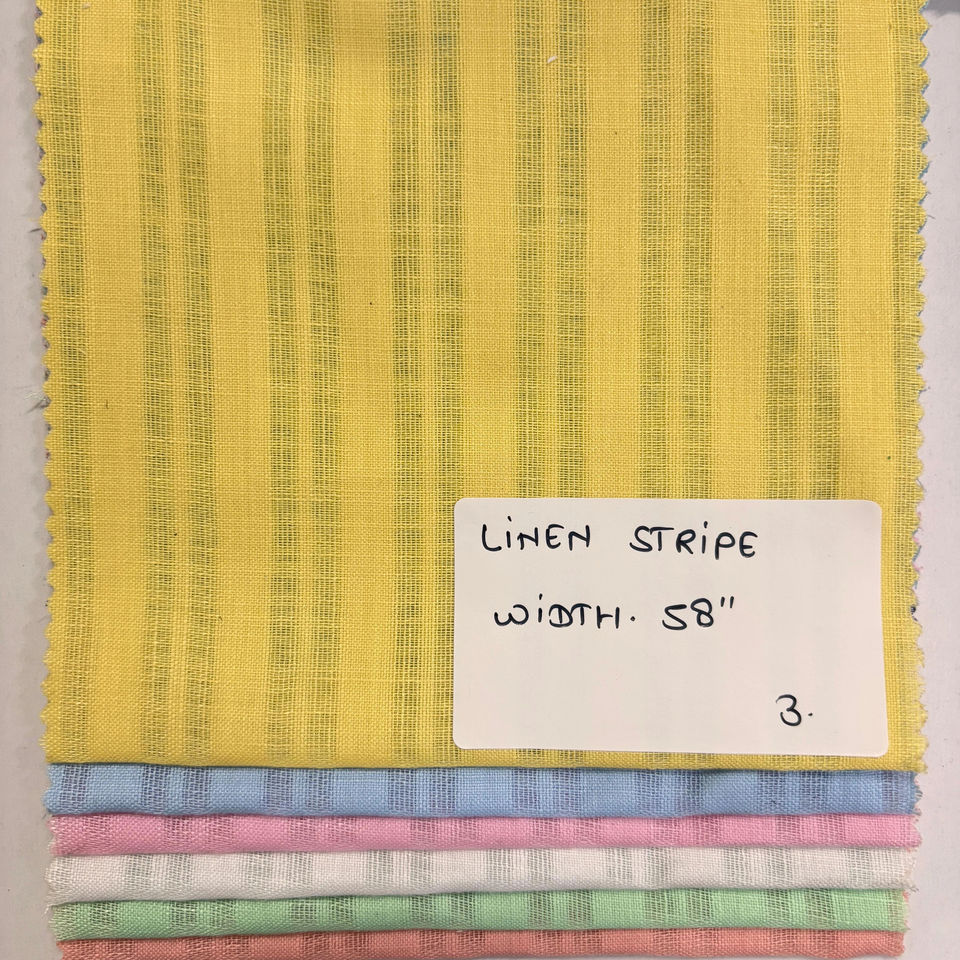 LiNEN STRiPE
WiDTH. 58"
3.